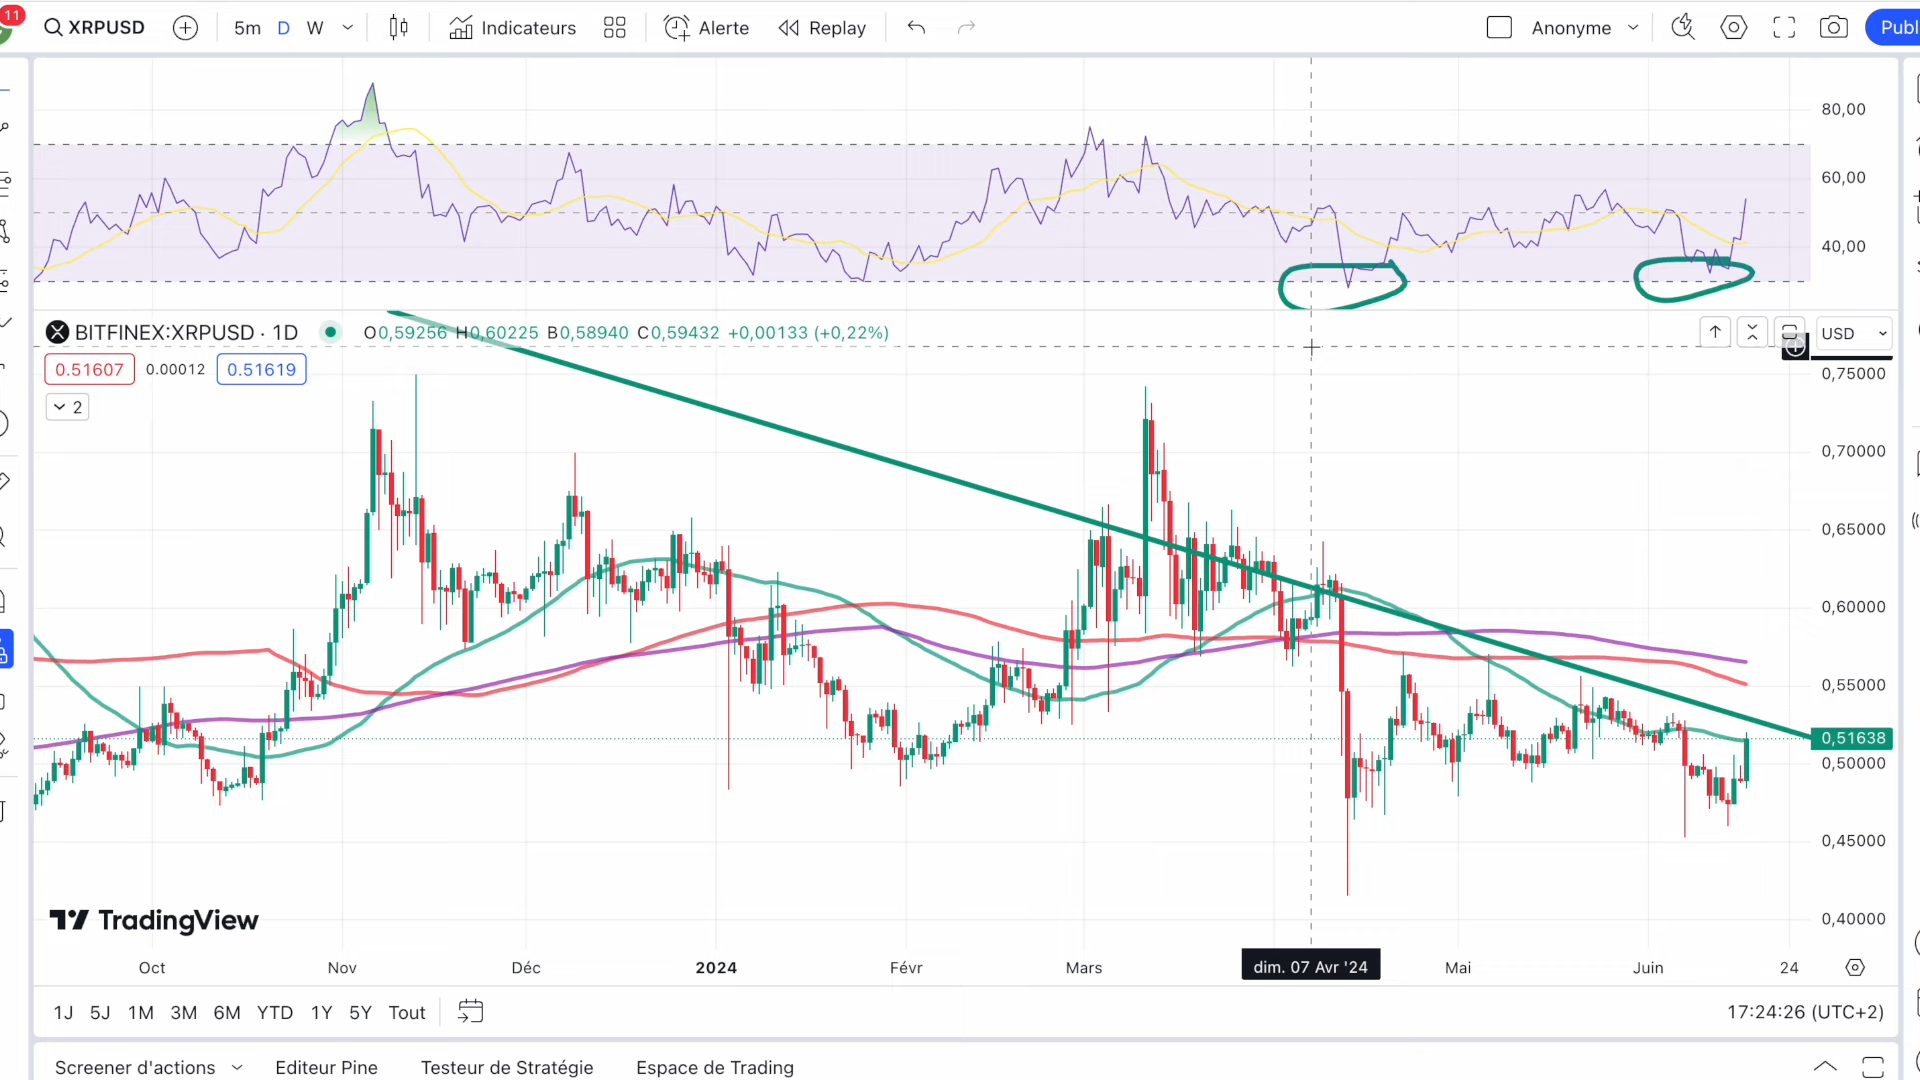 11
XRPUSD
5m D W
Indicateurs
Alerte
Replay
Anonyme
Publ
80,00
60,00
40,00
BITFINEX:XRPUSD · 1D
O0,59256 H0,60225 B0,58940 C0,59432 +0,00133 (+0,22%)
USD
0.51607 0.00012 0.51619
2
0,75000
0,70000
0,65000
0,60000
0,55000
0,51638
0,50000
0,45000
0,40000
TradingView
Oct Nov Déc 2024 Févr Mars dim. 07 Avr '24 Mai Juin 24
1J 5J 1M 3M 6M YTD 1Y 5Y Tout
17:24:26 (UTC+2)
Screener d'actions Editeur Pine Testeur de Stratégie Espace de Trading